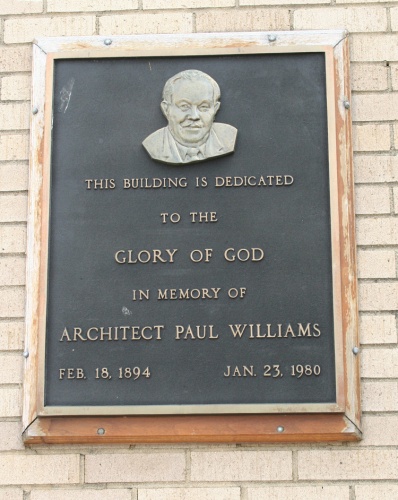 THIS BUILDING IS DEDICATED
TO THE
GLORY OF GOD
IN MEMORY OF
ARCHITECT PAUL WILLIAMS
FEB. 18, 1894 JAN. 23, 1980